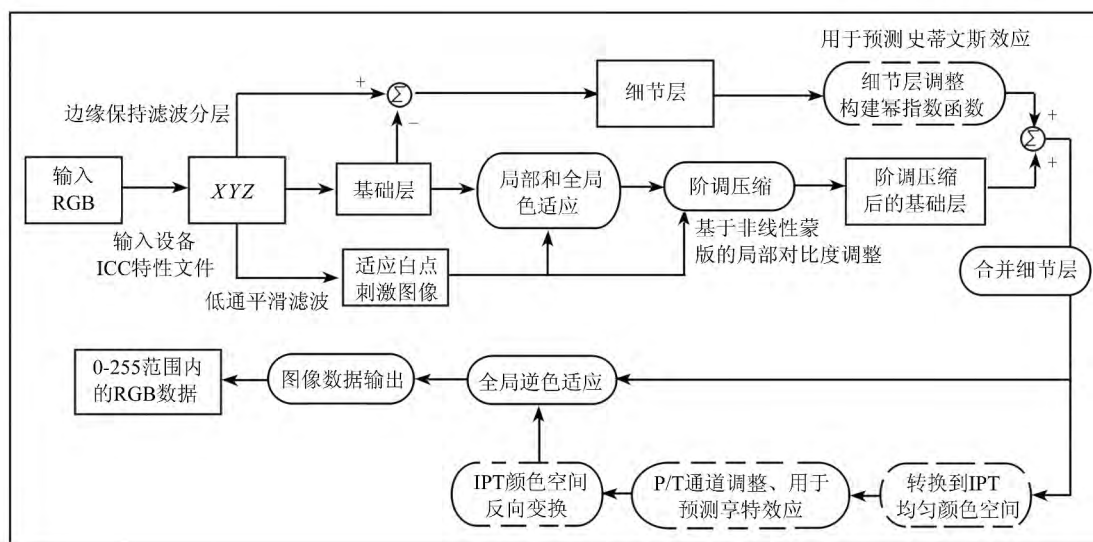 用于预测史蒂文斯效应
细节层调整
构建幂指数函数
细节层
+
Σ
−
边缘保持滤波分层
+
Σ
+
输入
RGB
XYZ
基础层
局部和全局
色适应
阶调压缩
阶调压缩
后的基础层
输入设备
ICC特性文件
基于非线性蒙
版的局部对比度调整
适应白点
刺激图像
低通平滑滤波
合并细节层
0-255范围内
的RGB数据
图像数据输出
全局逆色适应
IPT颜色空间
反向变换
P/T通道调整、用于
预测享特效应
转换到IPT
均匀颜色空间